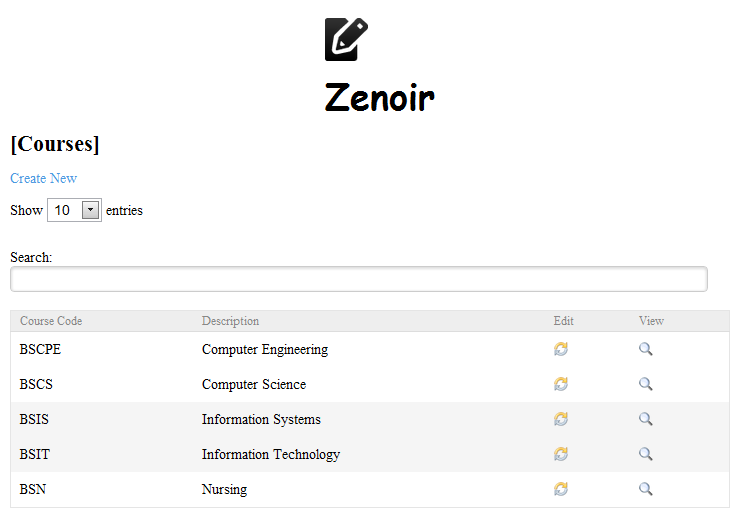 Zenoir
[Courses]
Create New
Show 10 entries
Search:
Course Code Description Edit View
BSCPE Computer Engineering
BSCS Computer Science
BSIS Information Systems
BSIT Information Technology
BSN Nursing